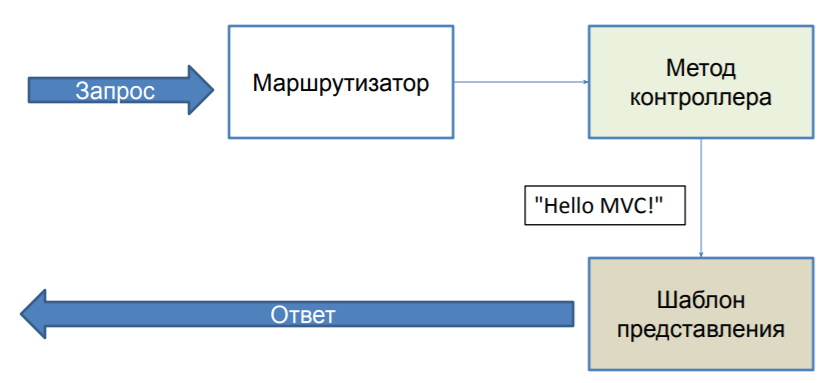 Запрос
Маршрутизатор
Метод
контроллера
"Hello MVC!"
Шаблон
представления
Ответ